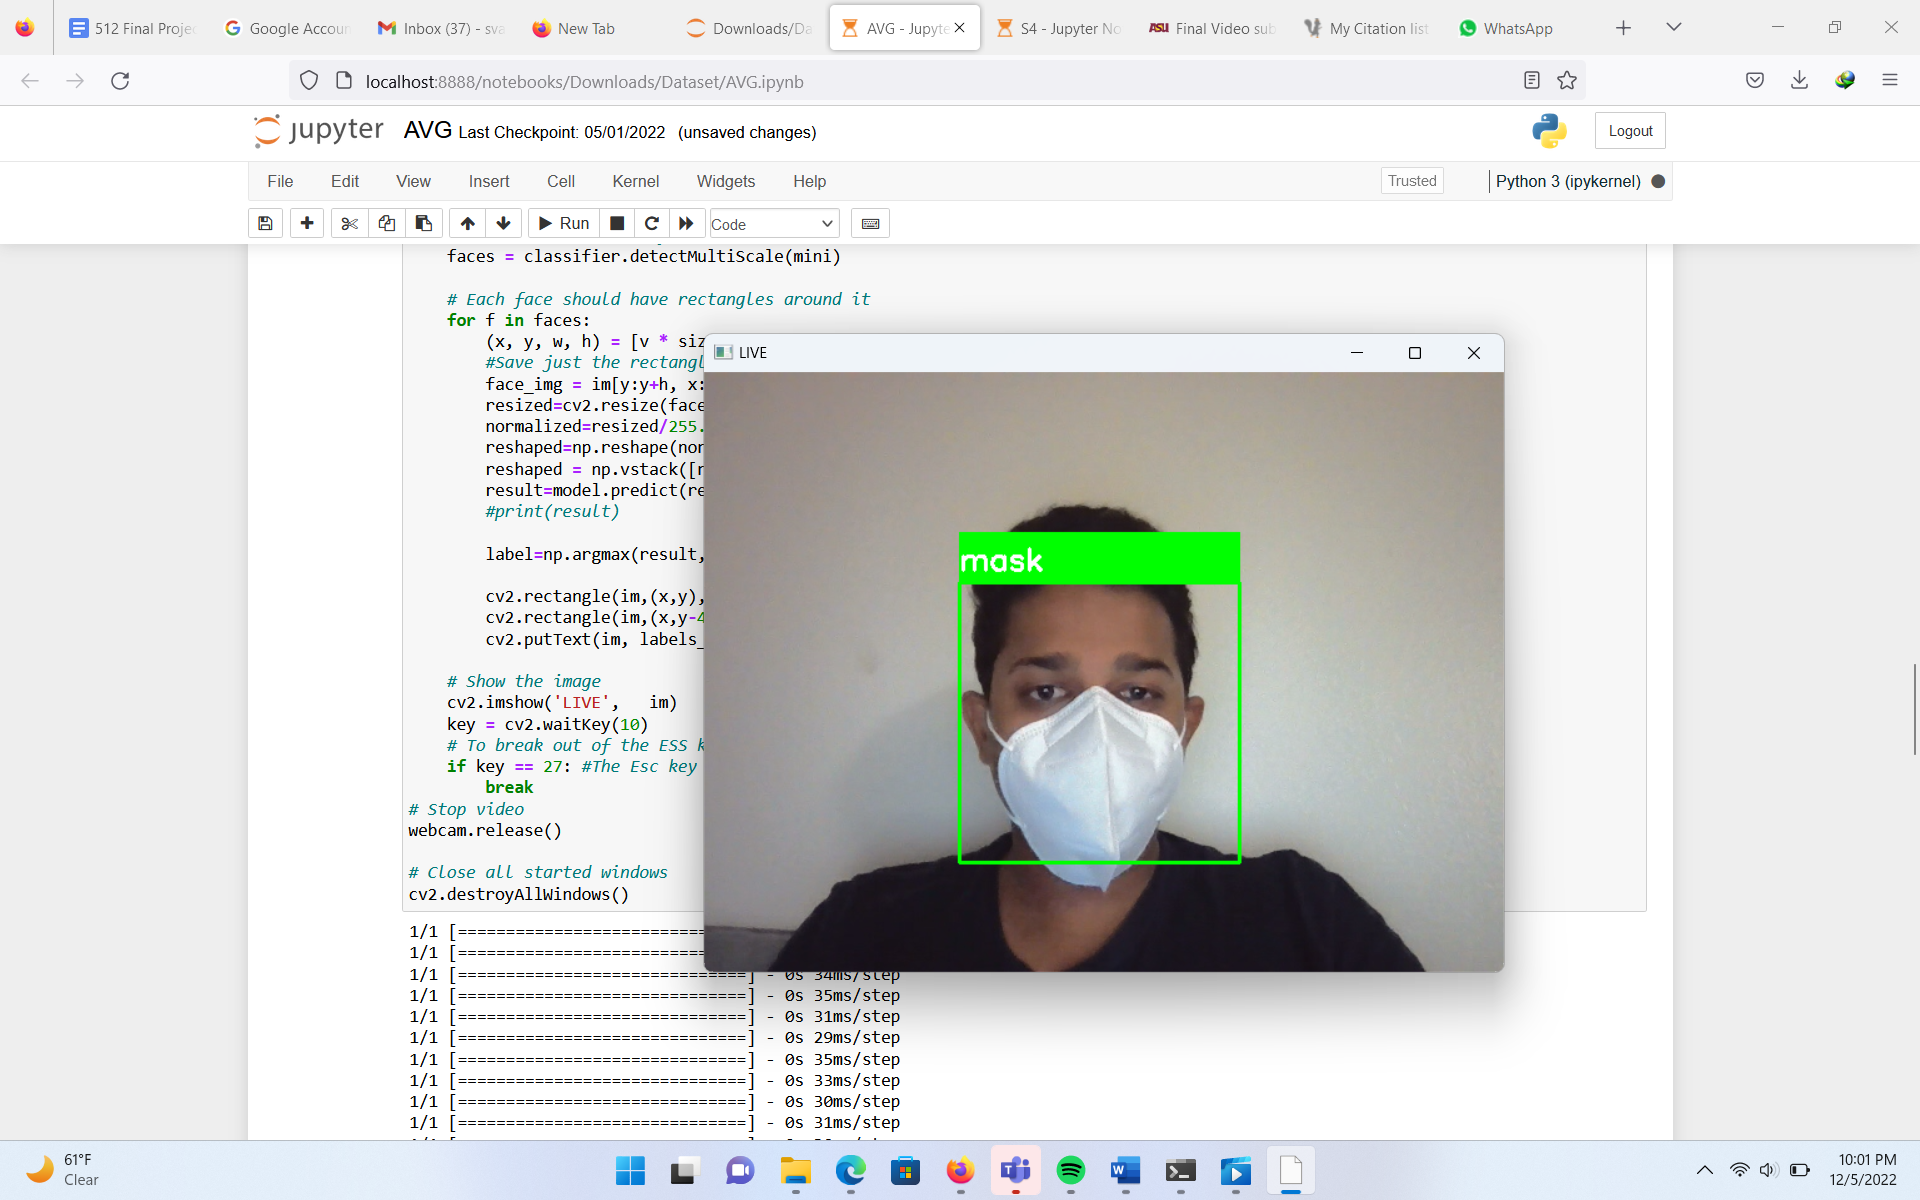 512 Final Projec
Google Accoun
Inbox (37) - sva
New Tab
Downloads/Da
AVG - Jupyte
S4 - Jupyter No
ASU Final Video sub
My Citation list
WhatsApp
localhost:8888/notebooks/Downloads/Dataset/AVG.ipynb
jupyter AVG Last Checkpoint: 05/01/2022 (unsaved changes)
Logout
File Edit View Insert Cell Kernel Widgets Help
Trusted
Python 3 (ipykernel)
Run
Code
faces = classifier.detectMultiScale(mini)
# Each face should have rectangles around it
for f in faces:
(x, y, w, h) = [v * siz
#Save just the rectangl
face_img = im[y:y+h, x:
resized=cv2.resize(face
normalized=resized/255.
reshaped=np.reshape(nor
reshaped = np.vstack([r
result=model.predict(re
#print(result)
label=np.argmax(result,
cv2.rectangle(im,(x,y),
cv2.rectangle(im,(x,y-4
cv2.putText(im, labels_
# Show the image
cv2.imshow('LIVE', im)
key = cv2.waitKey(10)
# To break out of the ESS k
if key == 27: #The Esc key
break
# Stop video
webcam.release()
# Close all started windows
cv2.destroyAllWindows()
LIVE
mask
1/1 [===========================
1/1 [===========================
1/1 [==============================] - 0s 34ms/step
1/1 [==============================] - 0s 35ms/step
1/1 [==============================] - 0s 31ms/step
1/1 [==============================] - 0s 29ms/step
1/1 [==============================] - 0s 35ms/step
1/1 [==============================] - 0s 33ms/step
1/1 [==============================] - 0s 30ms/step
1/1 [==============================] - 0s 31ms/step
61°F
Clear
10:01 PM
12/5/2022